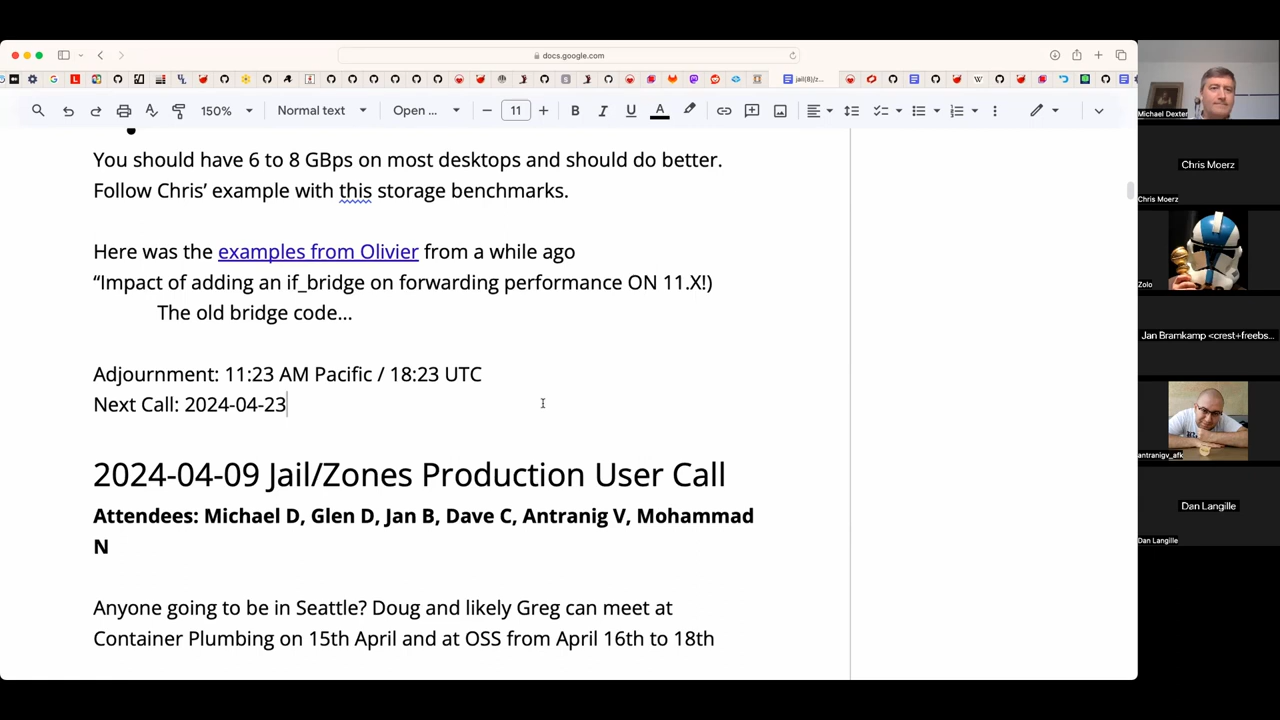 docs.google.com
jail(8)/z...
150%
Normal text
Open ...
11
You should have 6 to 8 GBps on most desktops and should do better.
Follow Chris’ example with this storage benchmarks.
Here was the examples from Olivier from a while ago
“Impact of adding an if_bridge on forwarding performance ON 11.X!)
The old bridge code...
Adjournment: 11:23 AM Pacific / 18:23 UTC
Next Call: 2024-04-23
2024-04-09 Jail/Zones Production User Call
Attendees: Michael D, Glen D, Jan B, Dave C, Antranig V, Mohammad
N
Anyone going to be in Seattle? Doug and likely Greg can meet at
Container Plumbing on 15th April and at OSS from April 16th to 18th
Michael Dexter
Chris Moerz
Chris Moerz
Zolo
Jan Bramkamp <crest+freebs...
antranigv_afk
Dan Langille
Dan Langille